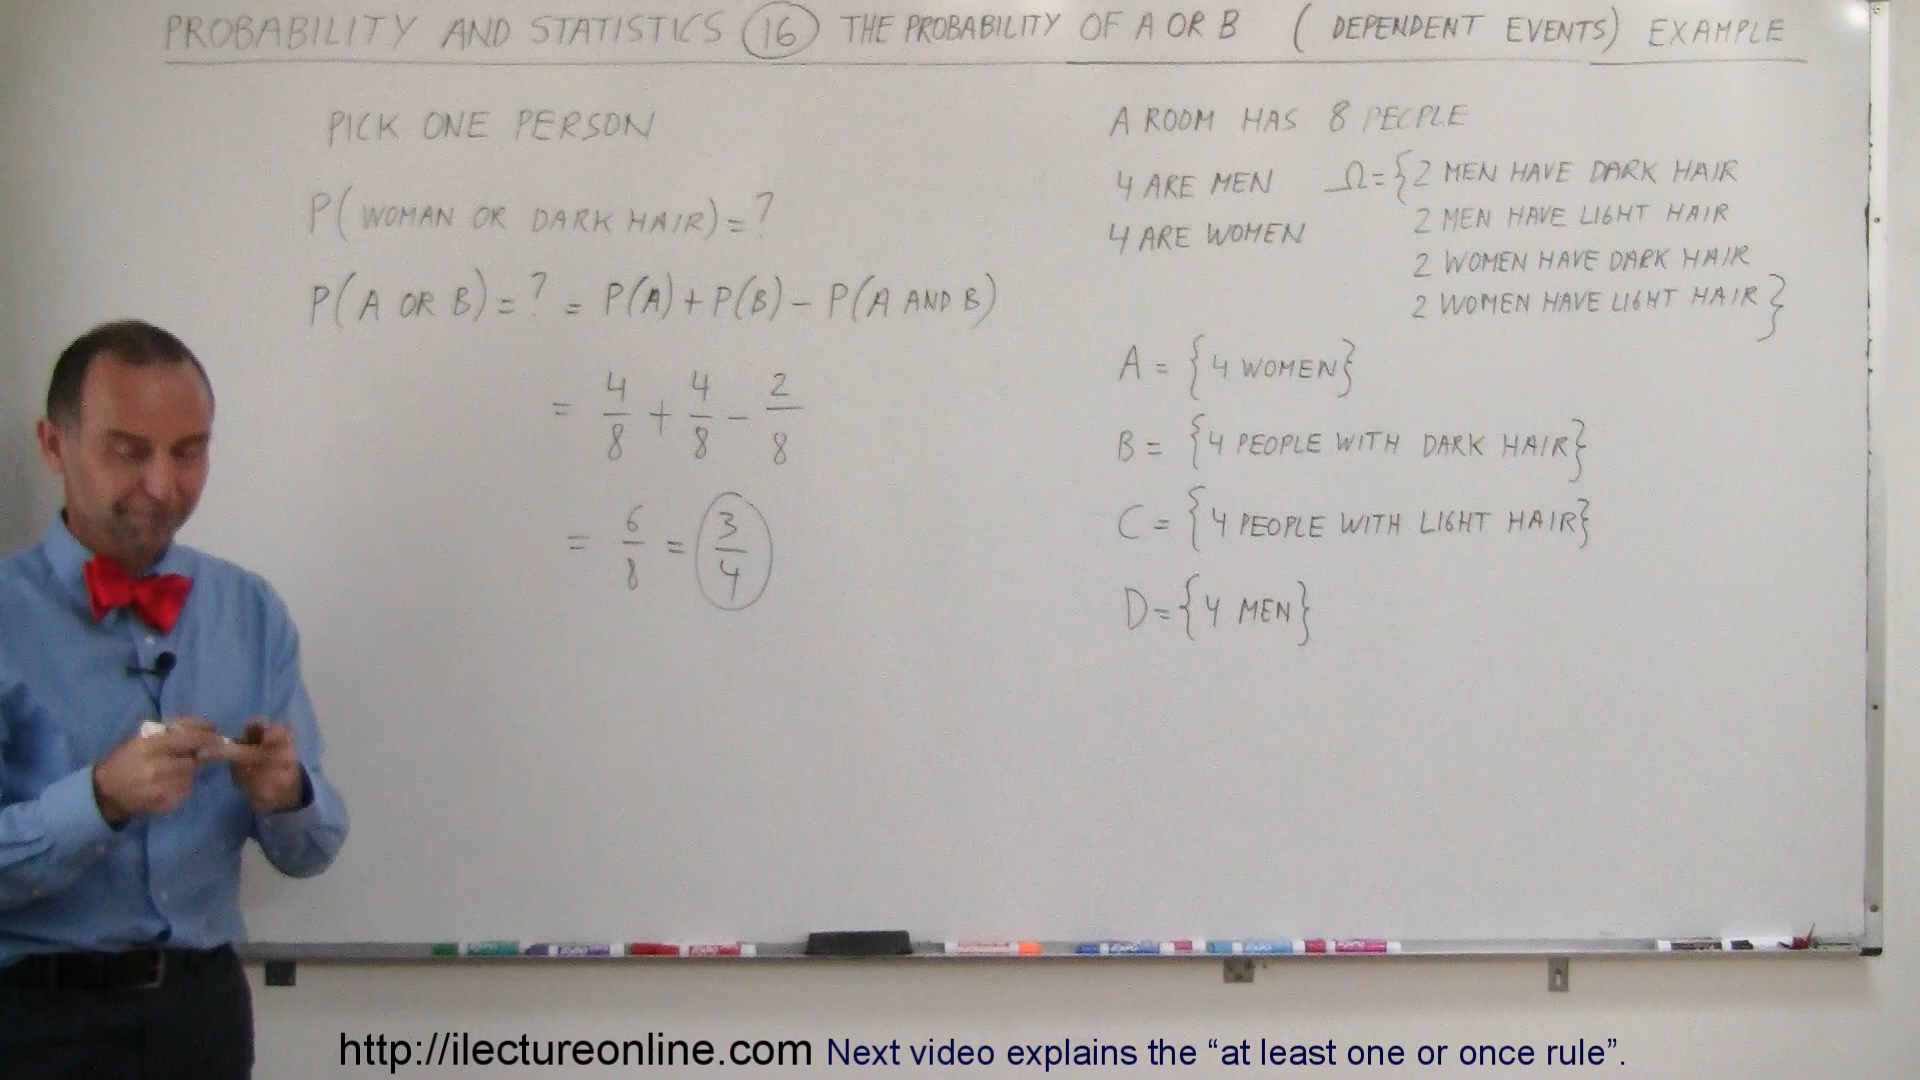 PROBABILITY AND STATISTICS 16 THE PROBABILITY OF A OR B (DEPENDENT EVENTS) EXAMPLE
PICK ONE PERSON
P(WOMAN OR DARK HAIR) = ?
P(A OR B) = ? = P(A) + P(B) - P(A AND B)
= 4/8 + 4/8 - 2/8
= 6/8 = 3/4
A ROOM HAS 8 PEOPLE
4 ARE MEN
4 ARE WOMEN
Ω = {2 MEN HAVE DARK HAIR
2 MEN HAVE LIGHT HAIR
2 WOMEN HAVE DARK HAIR
2 WOMEN HAVE LIGHT HAIR}
A = {4 WOMEN}
B = {4 PEOPLE WITH DARK HAIR}
C = {4 PEOPLE WITH LIGHT HAIR}
D = {4 MEN}
http://ilectureonline.com Next video explains the “at least one or once rule”.